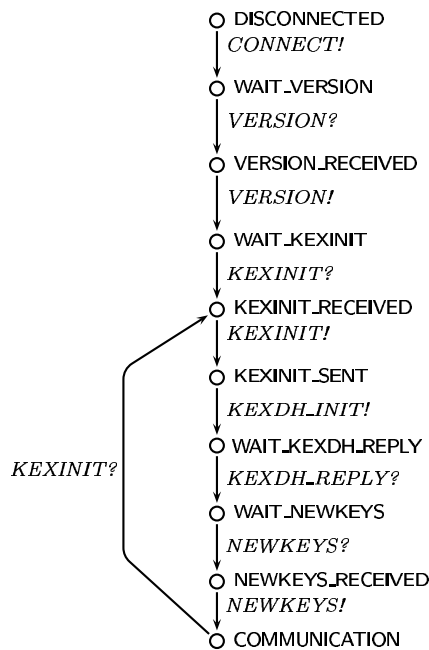 DISCONNECTED
CONNECT!
WAIT_VERSION
VERSION?
VERSION_RECEIVED
VERSION!
WAIT_KEXINIT
KEXINIT?
KEXINIT_RECEIVED
KEXINIT!
KEXINIT_SENT
KEXDH_INIT!
WAIT_KEXDH_REPLY
KEXINIT?
KEXDH_REPLY?
WAIT_NEWKEYS
NEWKEYS?
NEWKEYS_RECEIVED
NEWKEYS!
COMMUNICATION